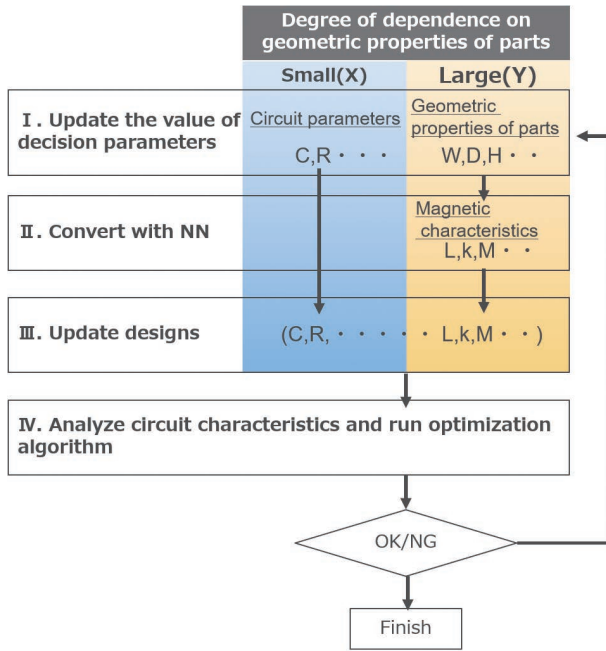 Degree of dependence on
geometric properties of parts
Small(X)
Large(Y)
Ⅰ. Update the value of
decision parameters
Circuit parameters
C,R・・・
Geometric
properties of parts
W,D,H・・
Ⅱ. Convert with NN
Magnetic
characteristics
L,k,M・・
Ⅲ. Update designs
(C,R,・・・・・L,k,M・・)
Ⅳ. Analyze circuit characteristics and run optimization
algorithm
OK/NG
Finish